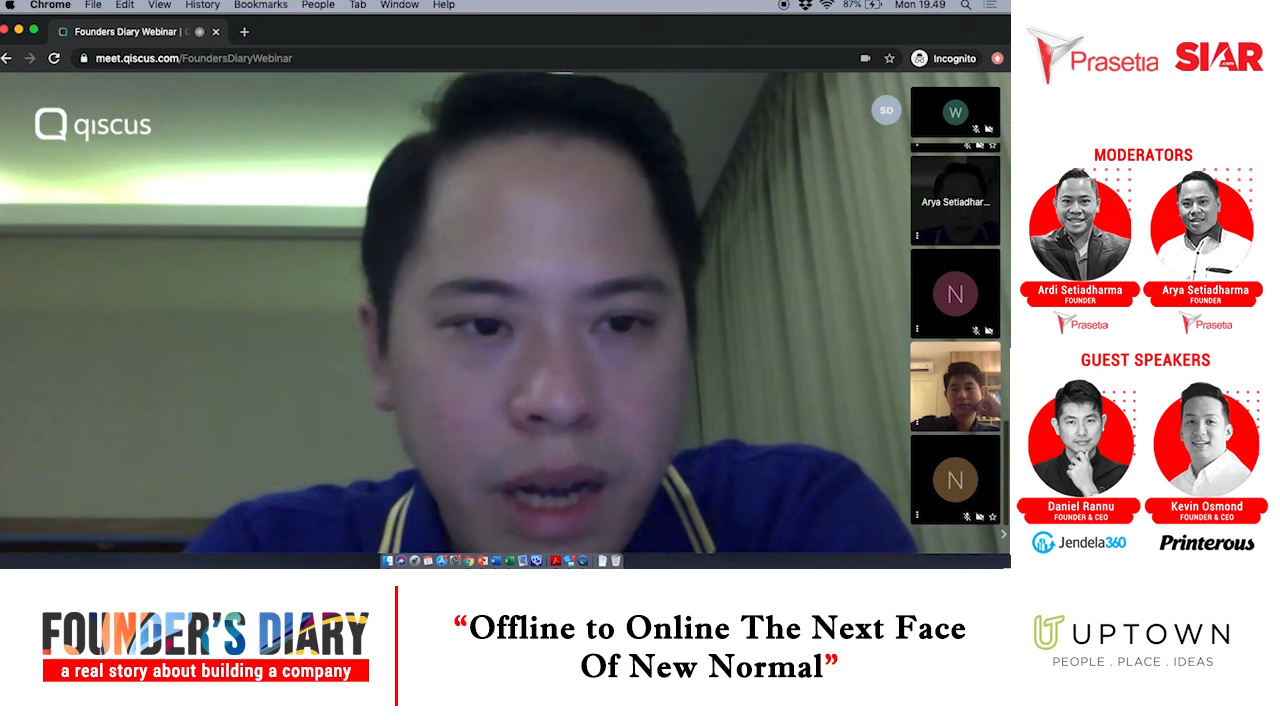 Chrome File Edit View History Bookmarks People Tab Window Help
87% Mon 19.49
Founders Diary Webinar |
meet.qiscus.com/FoundersDiaryWebinar
Incognito
qiscus
SD
W
Arya Setiadhar...
N
N
Prasetia
SIAR
.com
MODERATORS
Ardi Setiadharma
FOUNDER
Prasetia
Arya Setiadharma
FOUNDER
Prasetia
GUEST SPEAKERS
Daniel Rannu
FOUNDER & CEO
Jendela360
Kevin Osmond
FOUNDER & CEO
Printerous
FOUNDER'S DIARY
a real story about building a company
“Offline to Online The Next Face
Of New Normal”
UPTOWN
PEOPLE . PLACE . IDEAS